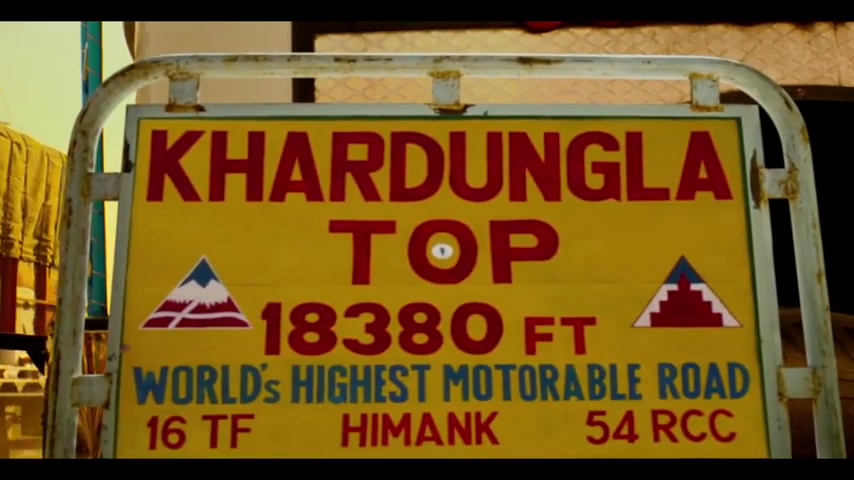 KHARDUNGLA
TOP
18380 FT
WORLD's HIGHEST MOTORABLE ROAD
16 TF HIMANK 54 RCC